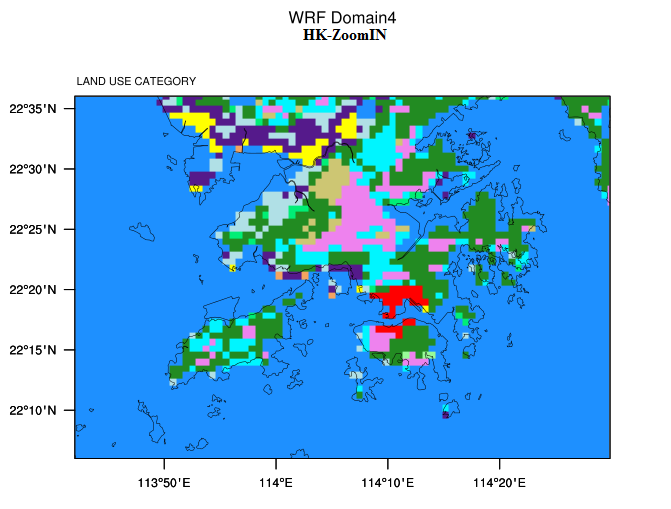 WRF Domain4
HK-ZoomIN
LAND USE CATEGORY
22°35'N
22°30'N
22°25'N
22°20'N
22°15'N
22°10'N
113°50'E 114°E 114°10'E 114°20'E